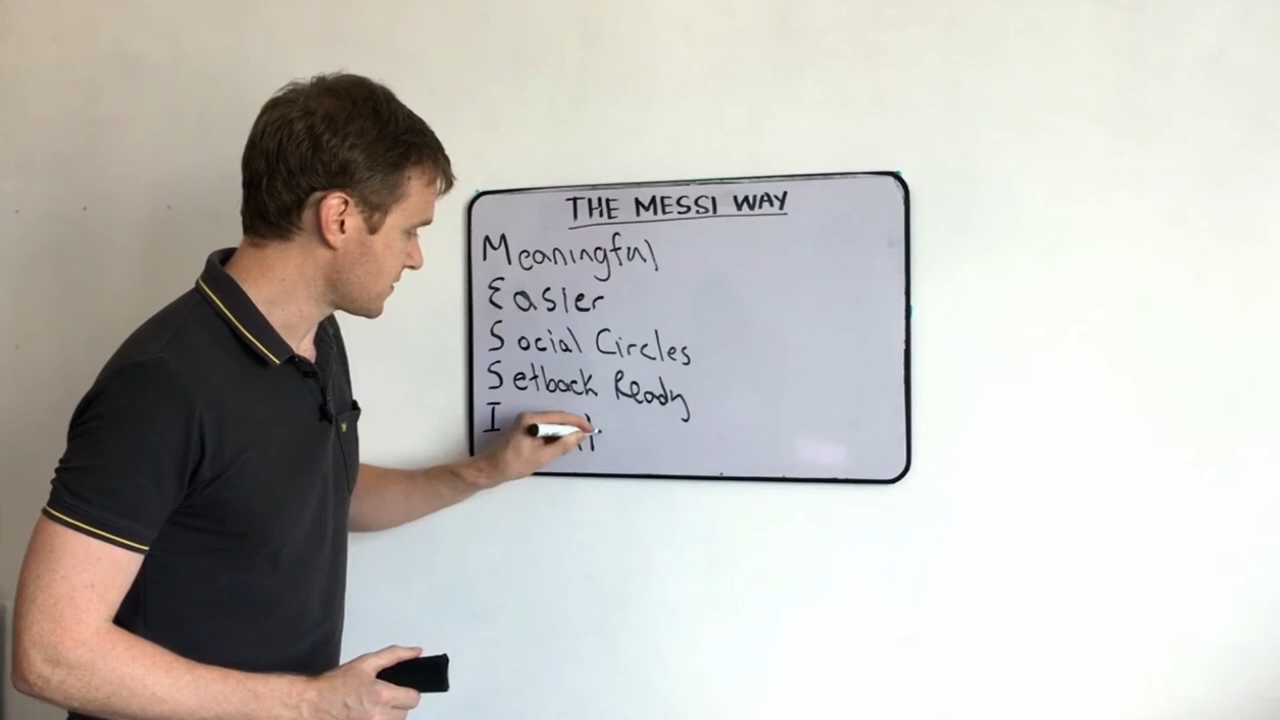 THE MESSI WAY
Meaningful
Easier
Social Circles
Setback Ready
I